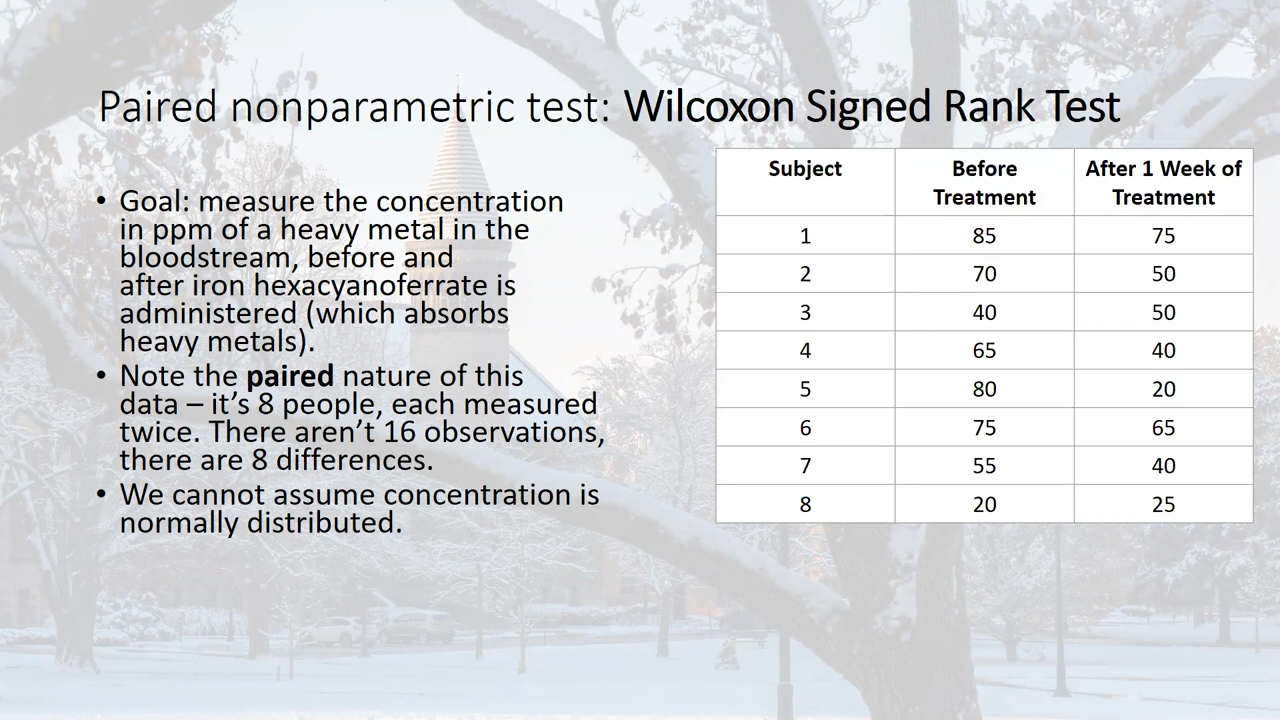 Paired nonparametric test: Wilcoxon Signed Rank Test
• Goal: measure the concentration
in ppm of a heavy metal in the
bloodstream, before and
after iron hexacyanoferrate is
administered (which absorbs
heavy metals).
• Note the paired nature of this
data – it’s 8 people, each measured
twice. There aren’t 16 observations,
there are 8 differences.
• We cannot assume concentration is
normally distributed.
Subject Before Treatment After 1 Week of Treatment
1 85 75
2 70 50
3 40 50
4 65 40
5 80 20
6 75 65
7 55 40
8 20 25